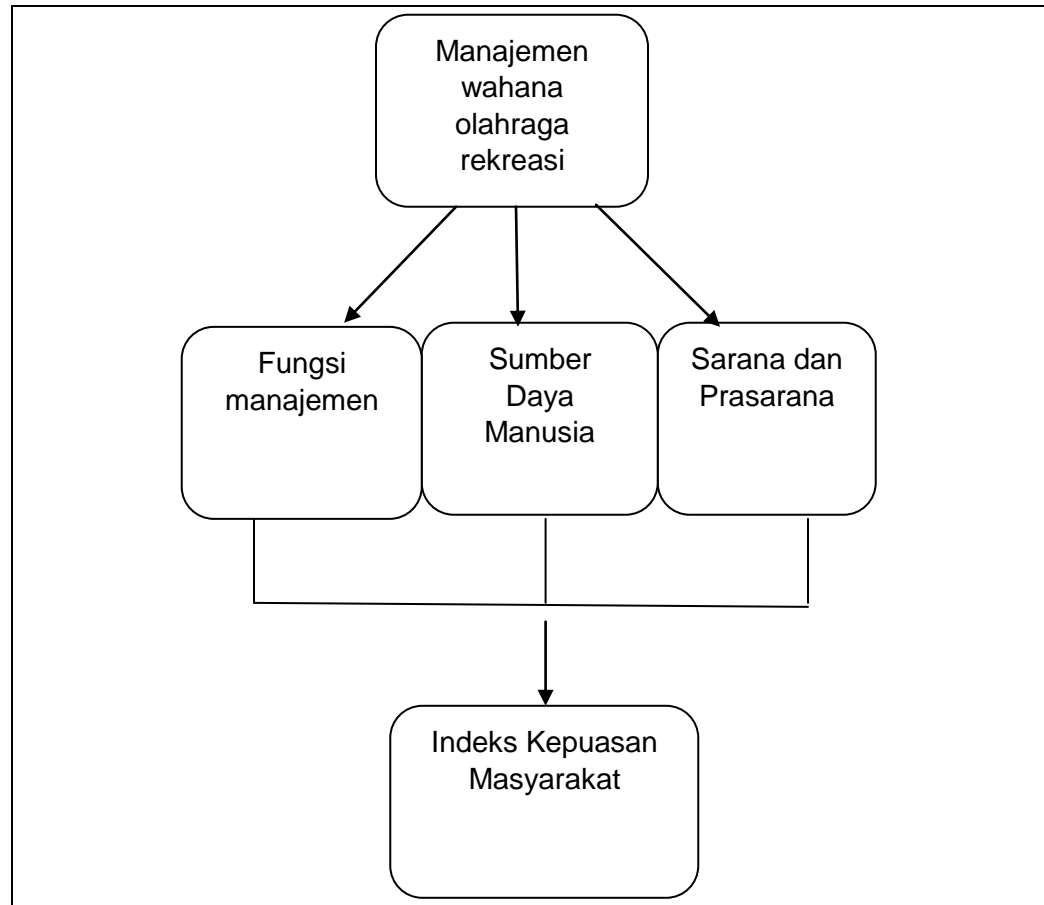 Manajemen
wahana
olahraga
rekreasi
Fungsi
manajemen
Sumber
Daya
Manusia
Sarana dan
Prasarana
Indeks Kepuasan
Masyarakat